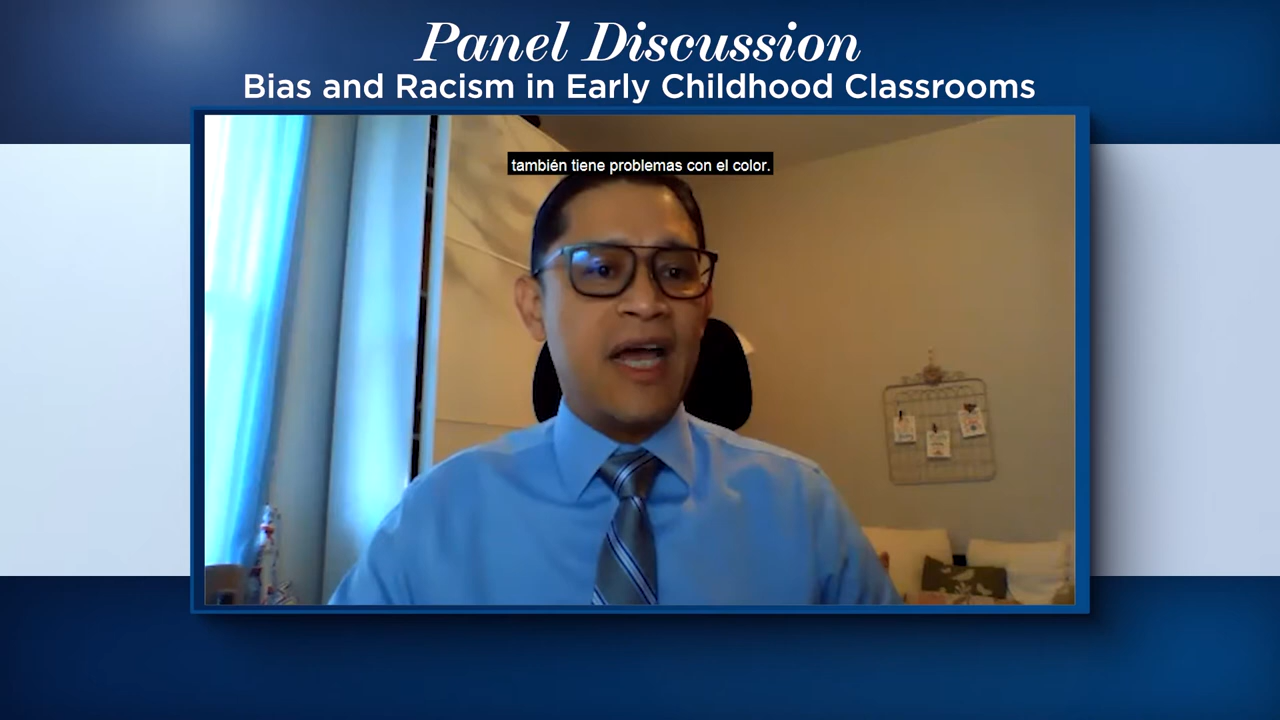 Panel Discussion
Bias and Racism in Early Childhood Classrooms
también tiene problemas con el color.